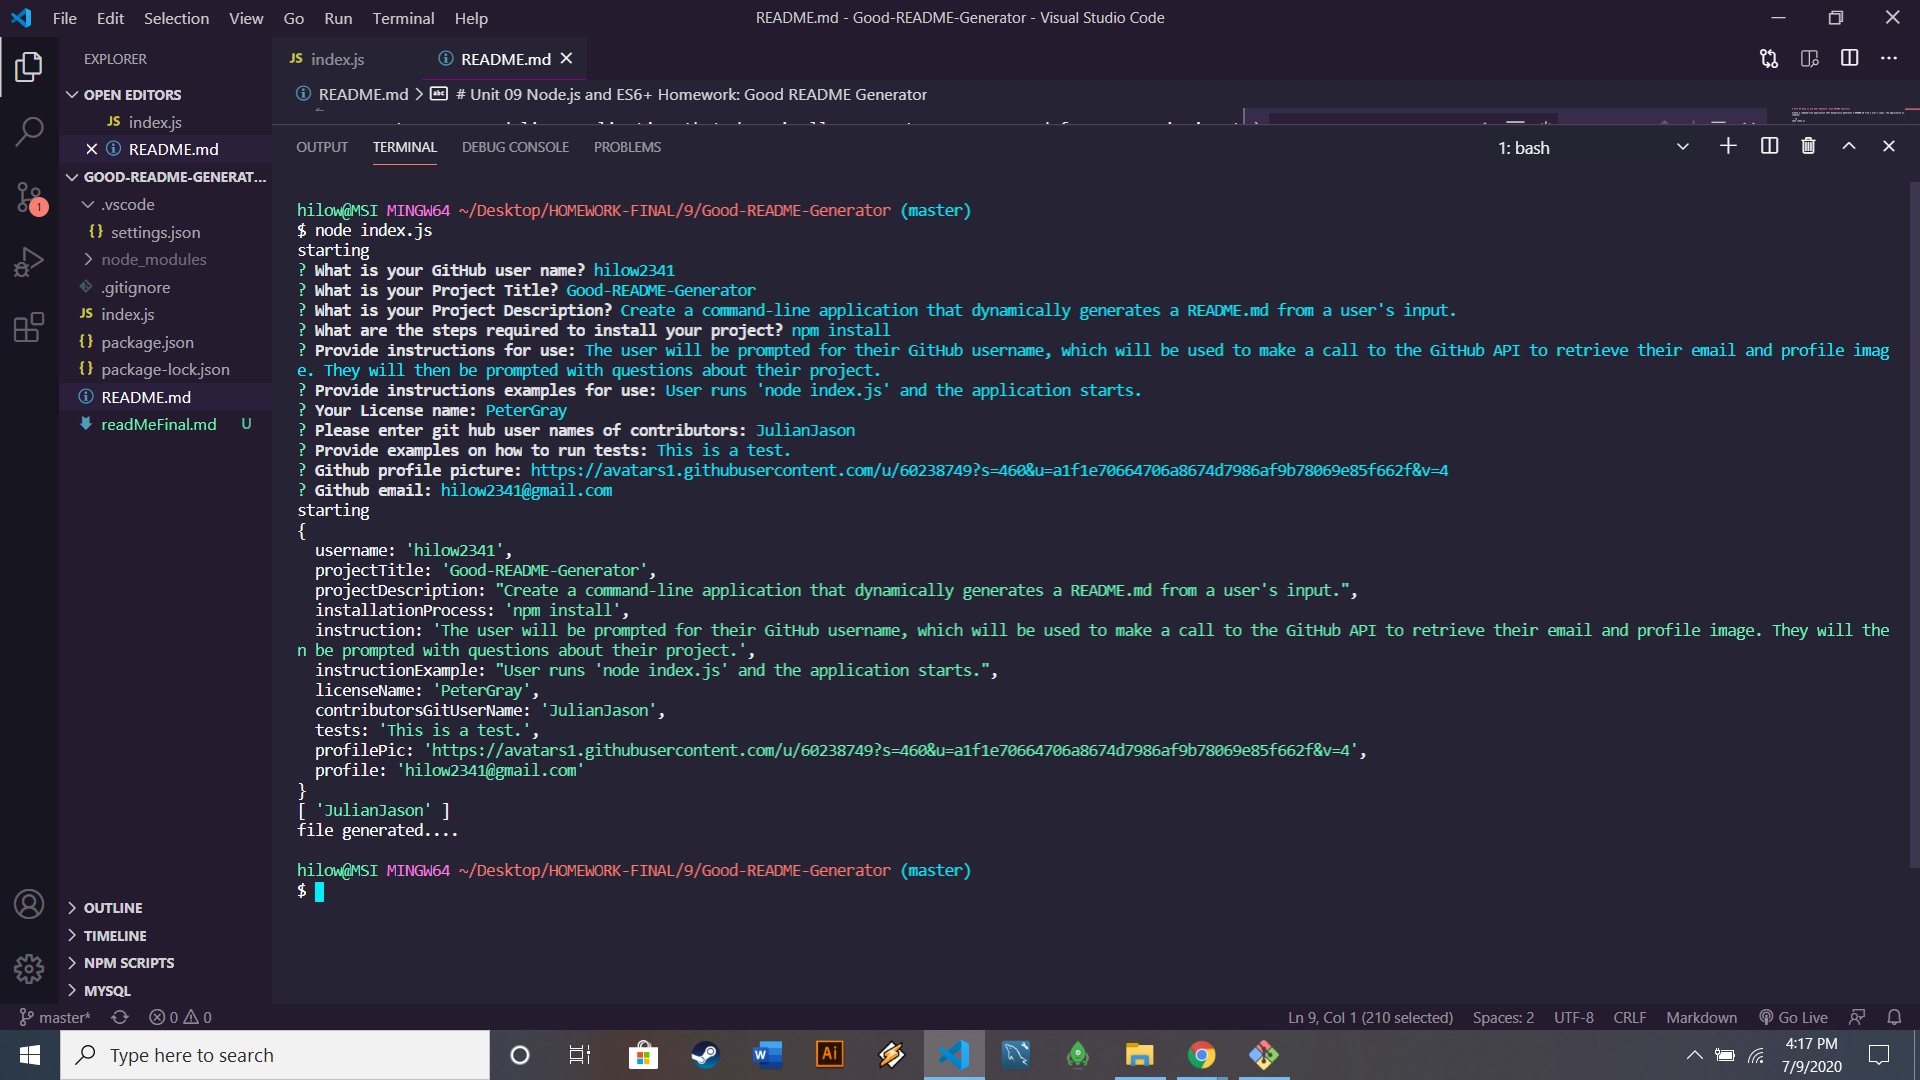 File Edit Selection View Go Run Terminal Help
README.md - Good-README-Generator - Visual Studio Code
EXPLORER
OPEN EDITORS
JS index.js
README.md
GOOD-README-GENERAT...
.vscode
{} settings.json
node_modules
.gitignore
JS index.js
{} package.json
{} package-lock.json
README.md
readMeFinal.md U
OUTLINE
TIMELINE
NPM SCRIPTS
MYSQL
1
JS index.js
README.md
README.md > # Unit 09 Node.js and ES6+ Homework: Good README Generator
OUTPUT TERMINAL DEBUG CONSOLE PROBLEMS
1: bash
hilow@MSI MINGW64 ~/Desktop/HOMEWORK-FINAL/9/Good-README-Generator (master)
$ node index.js
starting
? What is your GitHub user name? hilow2341
? What is your Project Title? Good-README-Generator
? What is your Project Description? Create a command-line application that dynamically generates a README.md from a user's input.
? What are the steps required to install your project? npm install
? Provide instructions for use: The user will be prompted for their GitHub username, which will be used to make a call to the GitHub API to retrieve their email and profile imag
e. They will then be prompted with questions about their project.
? Provide instructions examples for use: User runs 'node index.js' and the application starts.
? Your License name: PeterGray
? Please enter git hub user names of contributors: JulianJason
? Provide examples on how to run tests: This is a test.
? Github profile picture: https://avatars1.githubusercontent.com/u/60238749?s=460&u=a1f1e70664706a8674d7986af9b78069e85f662f&v=4
? Github email: hilow2341@gmail.com
starting
{
username: 'hilow2341',
projectTitle: 'Good-README-Generator',
projectDescription: "Create a command-line application that dynamically generates a README.md from a user's input.",
installationProcess: 'npm install',
instruction: 'The user will be prompted for their GitHub username, which will be used to make a call to the GitHub API to retrieve their email and profile image. They will the
n be prompted with questions about their project.',
instructionExample: "User runs 'node index.js' and the application starts.",
licenseName: 'PeterGray',
contributorsGitUserName: 'JulianJason',
tests: 'This is a test.',
profilePic: 'https://avatars1.githubusercontent.com/u/60238749?s=460&u=a1f1e70664706a8674d7986af9b78069e85f662f&v=4',
profile: 'hilow2341@gmail.com'
}
[ 'JulianJason' ]
file generated....
hilow@MSI MINGW64 ~/Desktop/HOMEWORK-FINAL/9/Good-README-Generator (master)
$
master* 0 0
Ln 9, Col 1 (210 selected) Spaces: 2 UTF-8 CRLF Markdown Go Live
Type here to search
W Ai
4:17 PM
7/9/2020